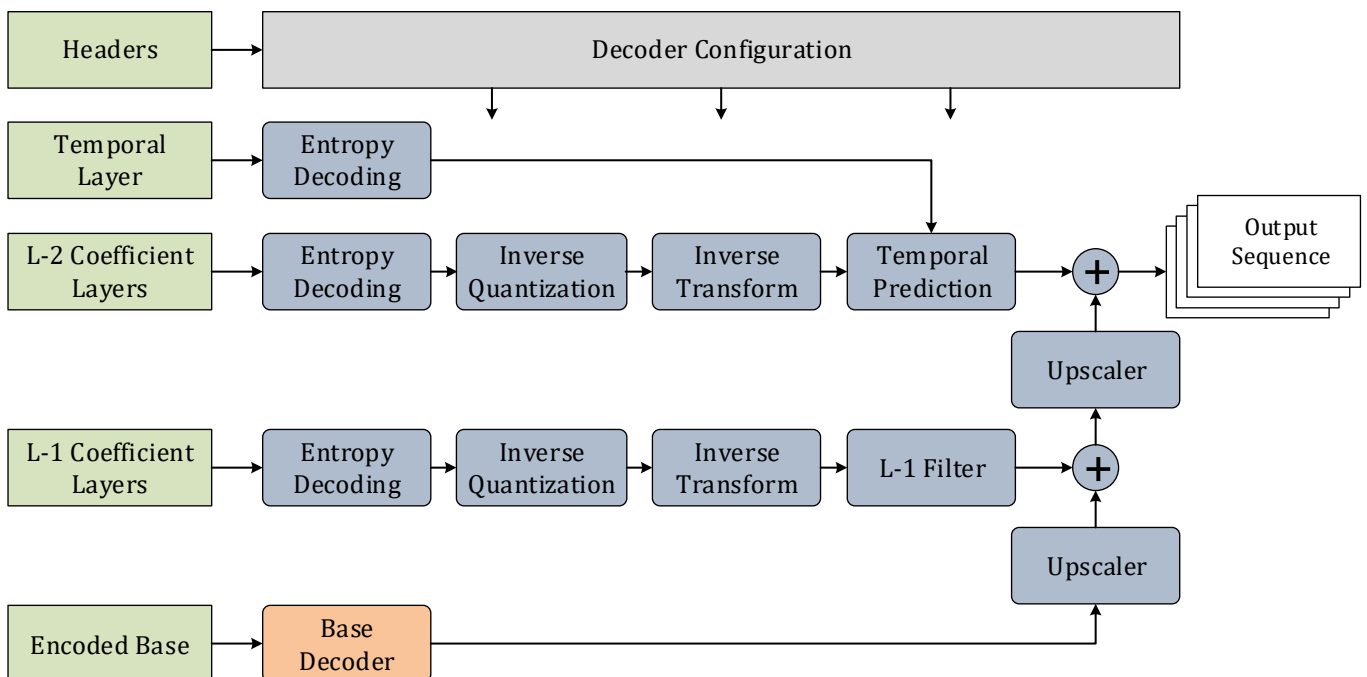 Headers
Decoder Configuration
Temporal
Layer
Entropy
Decoding
L-2 Coefficient
Layers
Entropy
Decoding
Inverse
Quantization
Inverse
Transform
Temporal
Prediction
+
Output
Sequence
Upscaler
L-1 Coefficient
Layers
Entropy
Decoding
Inverse
Quantization
Inverse
Transform
L-1 Filter
+
Upscaler
Encoded Base
Base
Decoder